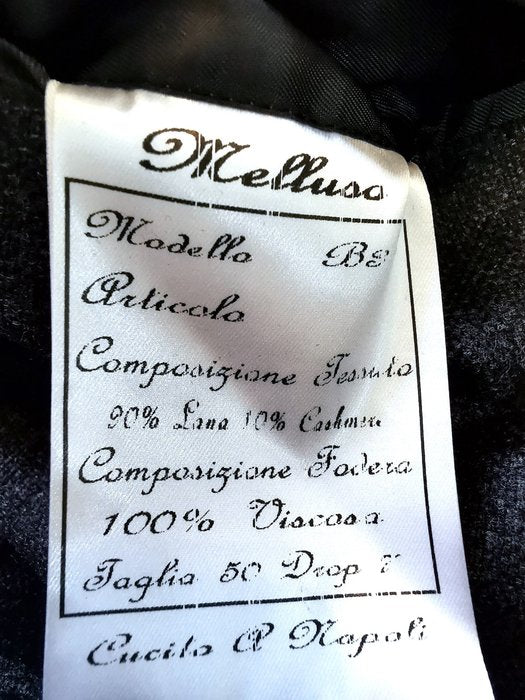 Melluso
Modello B3
Articolo
Composizione Tessuto
90% Lana 10% Cashmere
Composizione Fodera
100% Viscosa
Taglia 50 Drop 7
Cucito A Napoli